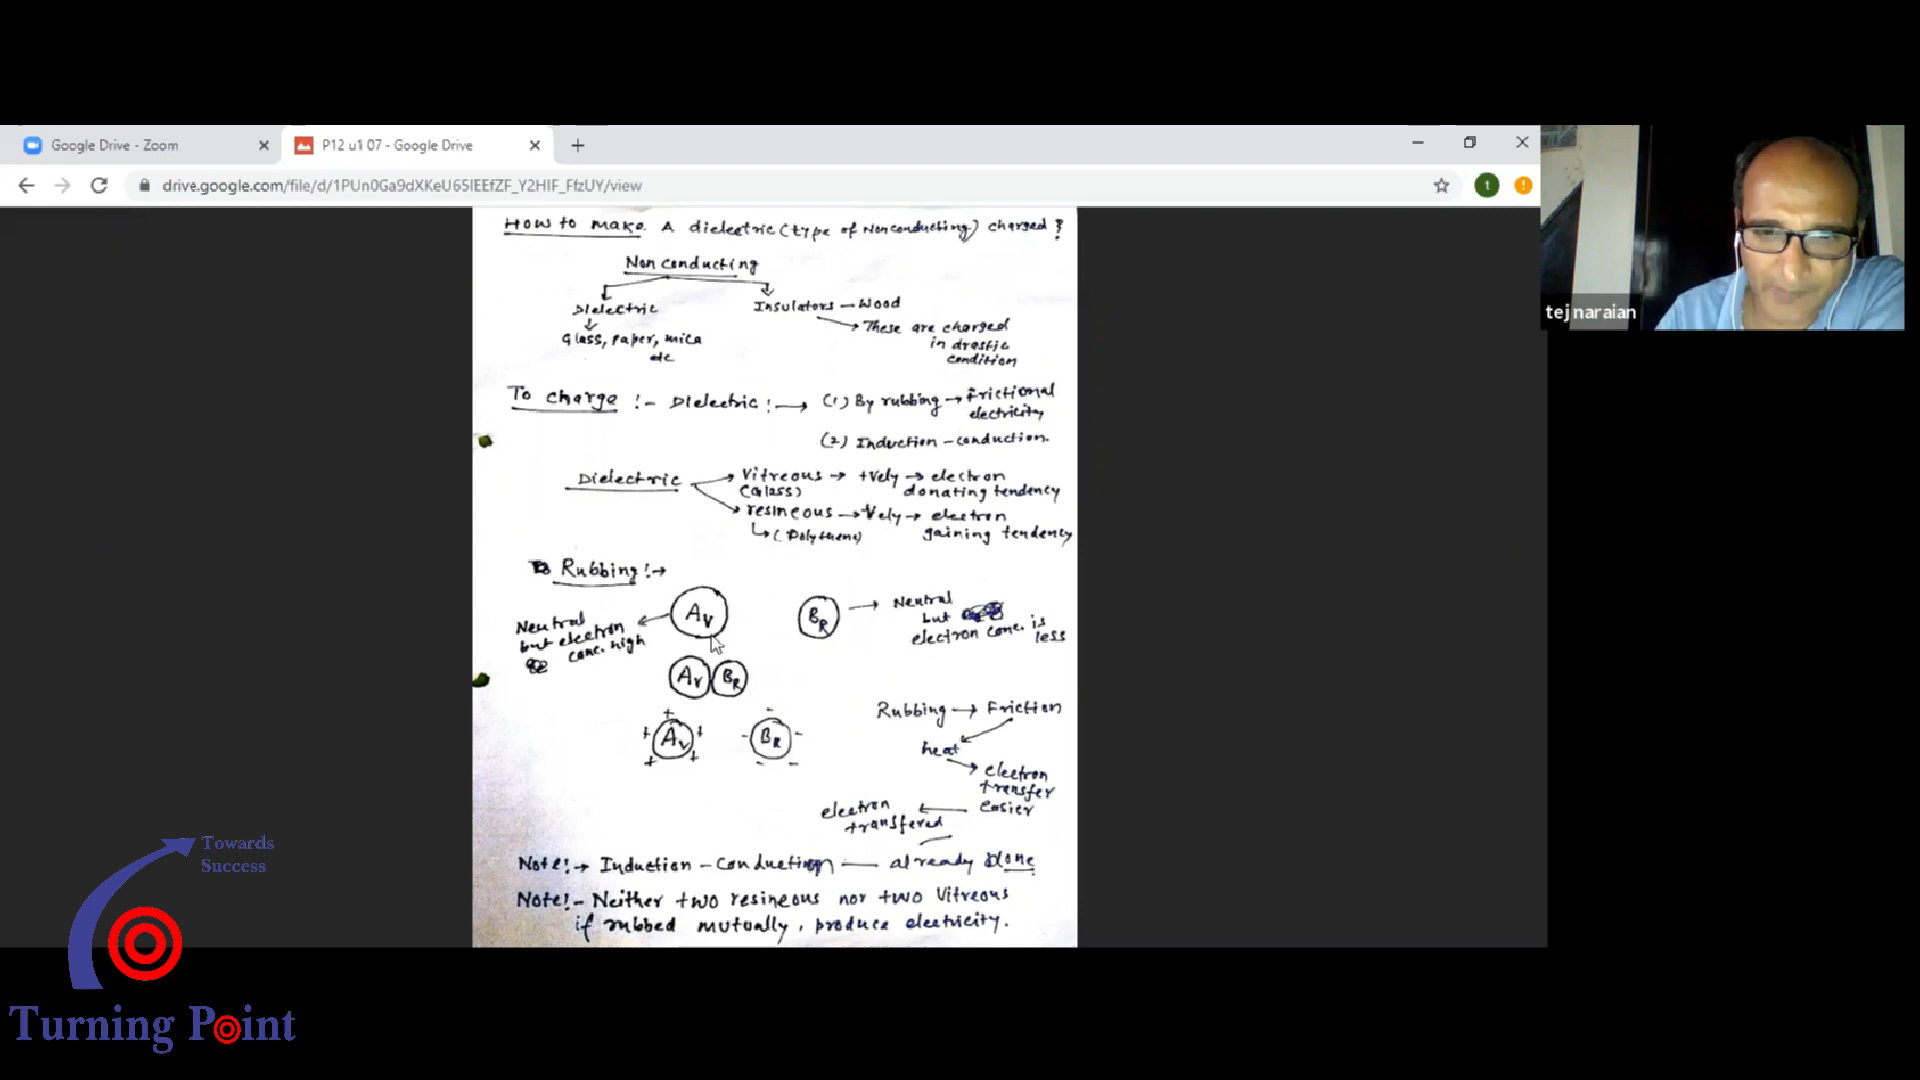 Google Drive - Zoom
P12 u1 07 - Google Drive
drive.google.com/file/d/1PUn0Ga9dXKeU65IEEfZF_Y2HIF_FfzUY/view
t
tej naraian
How to make A dielectric (type of Nonconducting) charged ?
Non conducting
Dielectric
Insulators — Wood
Glass, Paper, mica
etc
These are charged
in drastic
condition
To charge :- Dielectric : → (1) By rubbing → Frictional
electricity
(2) Induction - conduction.
Dielectric → Vitreous → +vely → electron
(Glass) donating tendency
resineous → -vely → electron
gaining tendency
Rubbing :→
AV
BR → Neutral
but
electron conc. is
less
Neutral
but electron
conc. high
AV BR
+ + + + + AV
- - - - - BR
Rubbing → Friction
heat
electron
transfer
easier
electron
transfered
Note :→ Induction - Conduction — already done
Note :- Neither two resineous nor two Vitreous
if rubbed mutually, produce electricity.
Towards
Success
Turning Point